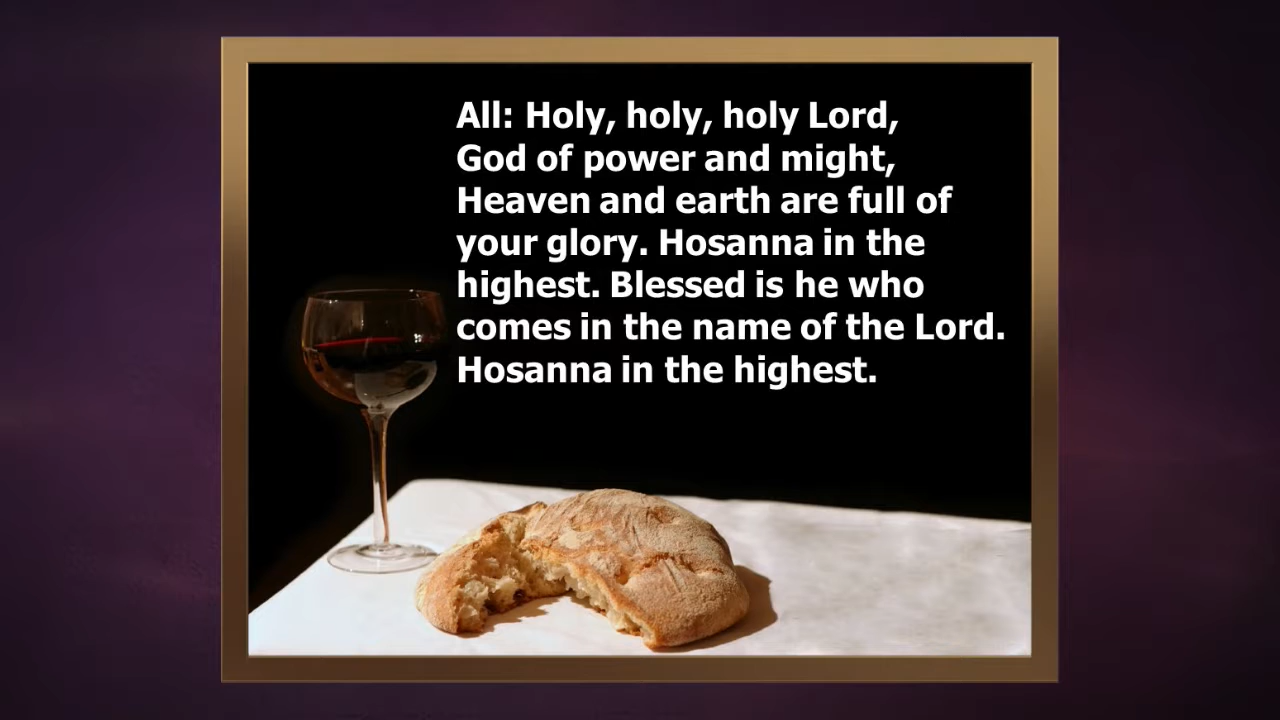 All: Holy, holy, holy Lord,
God of power and might,
Heaven and earth are full of
your glory. Hosanna in the
highest. Blessed is he who
comes in the name of the Lord.
Hosanna in the highest.